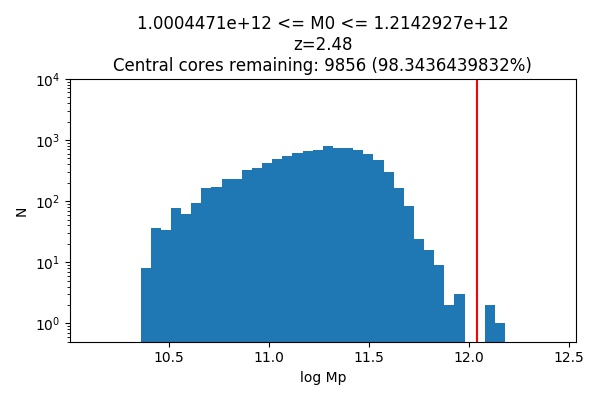 1.0004471e+12 <= M0 <= 1.2142927e+12
z=2.48
Central cores remaining: 9856 (98.3436439832%)
10^4
10^3
10^2
10^1
10^0
N
10.5 11.0 11.5 12.0 12.5
log Mp